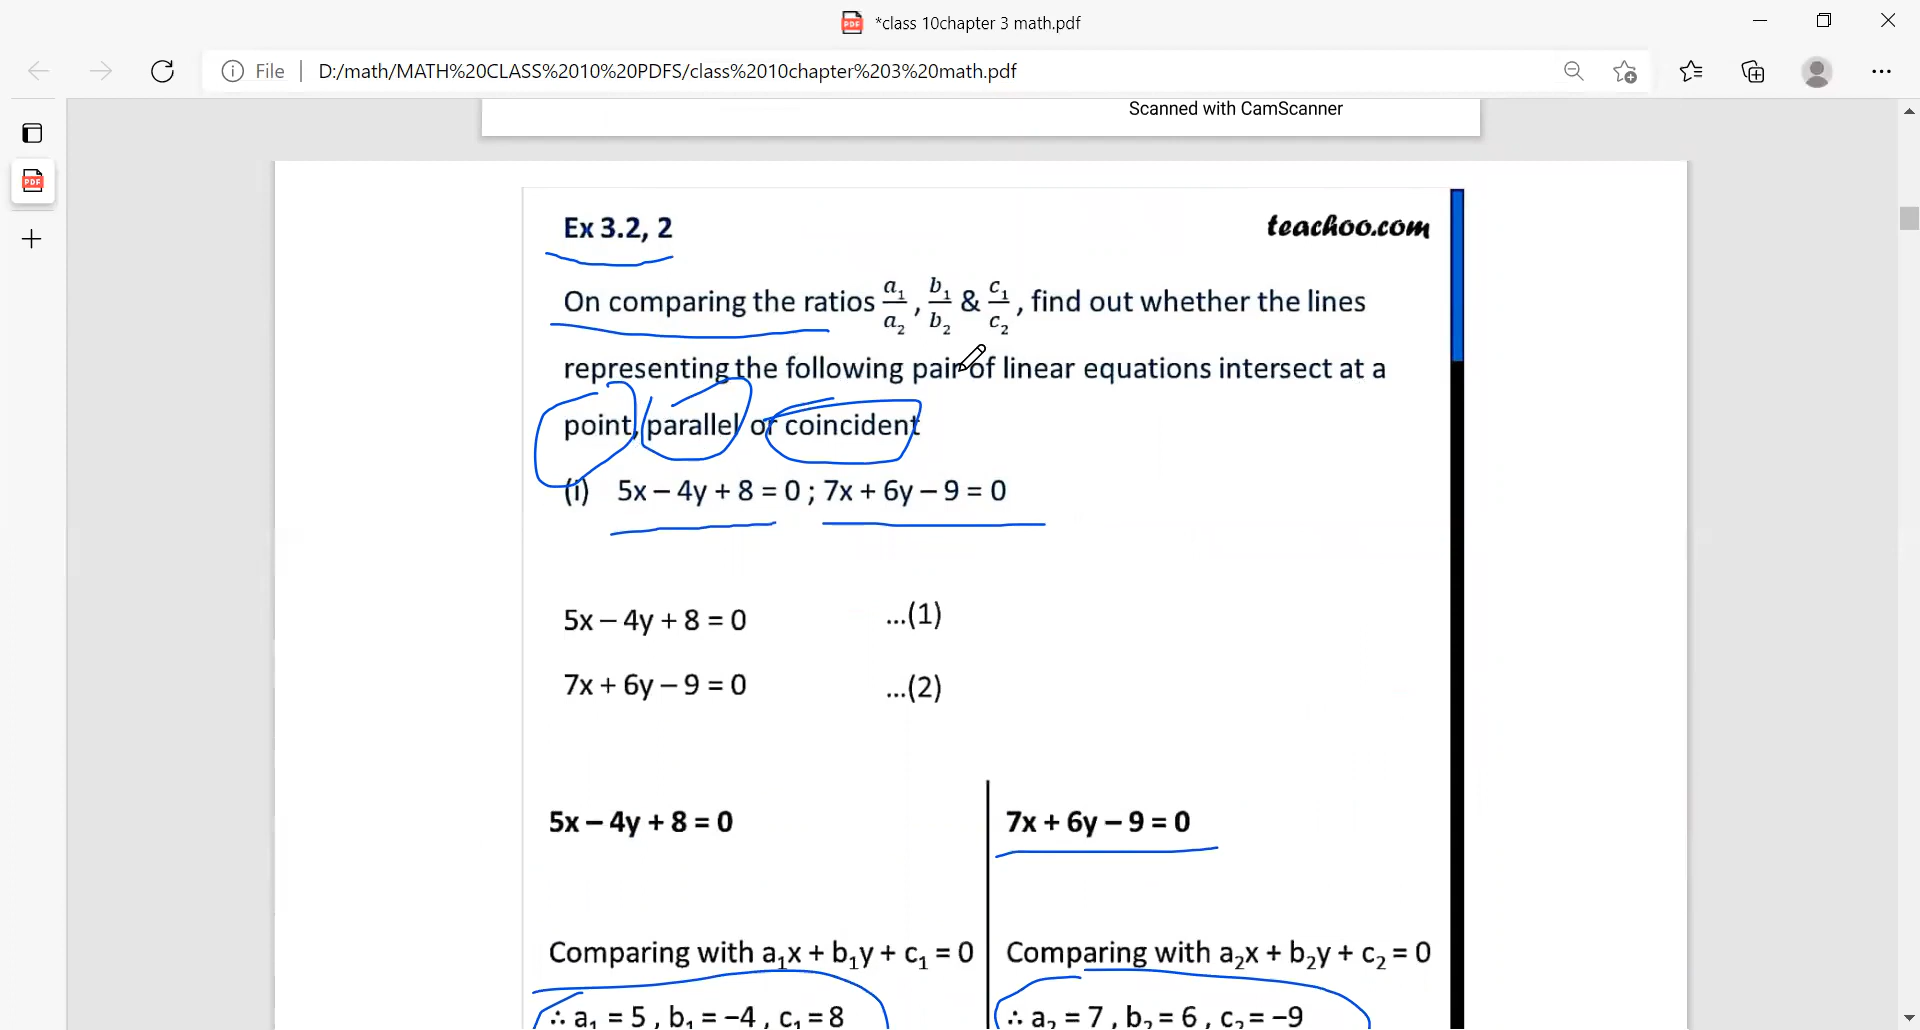 *class 10chapter 3 math.pdf
File | D:/math/MATH%20CLASS%2010%20PDFS/class%2010chapter%203%20math.pdf
Scanned with CamScanner
PDF
Ex 3.2, 2
teachoo.com
On comparing the ratios a₁/a₂ , b₁/b₂ & c₁/c₂ , find out whether the lines
representing the following pair of linear equations intersect at a
point, parallel or coincident
(i) 5x – 4y + 8 = 0 ; 7x + 6y – 9 = 0
5x – 4y + 8 = 0 ...(1)
7x + 6y – 9 = 0 ...(2)
5x – 4y + 8 = 0
7x + 6y – 9 = 0
Comparing with a₁x + b₁y + c₁ = 0
Comparing with a₂x + b₂y + c₂ = 0
∴ a₁ = 5 , b₁ = –4 , c₁ = 8
∴ a₂ = 7 , b₂ = 6 , c₂ = –9